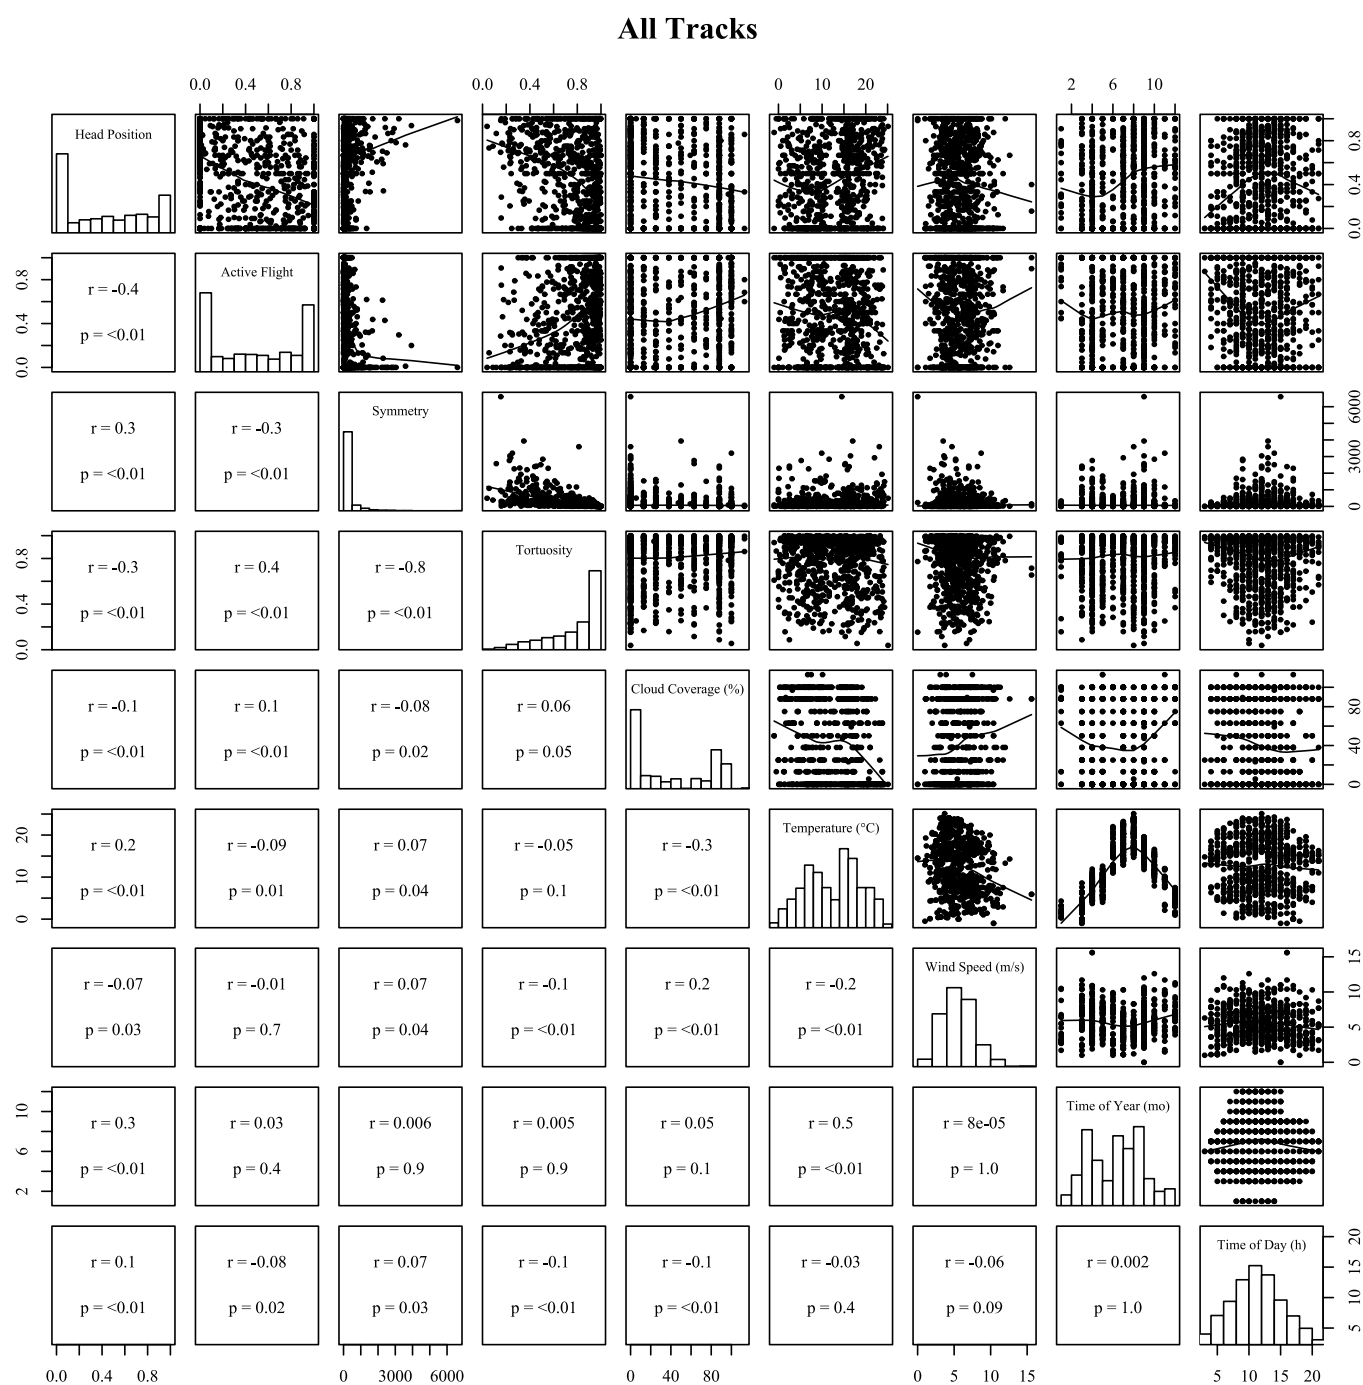 All Tracks
0.0 0.4 0.8 0.0 0.4 0.8 0 10 20 2 6 10
Head Position
0.0 0.4 0.8
Active Flight
r = -0.4
p = <0.01
0.0 0.4 0.8
Symmetry
r = 0.3 r = -0.3
p = <0.01 p = <0.01
0 3000 6000
Tortuosity
r = -0.3 r = 0.4 r = -0.8
p = <0.01 p = <0.01 p = <0.01
0.0 0.4 0.8
Cloud Coverage (%)
r = -0.1 r = 0.1 r = -0.08 r = 0.06
p = <0.01 p = <0.01 p = 0.02 p = 0.05
0 40 80
Temperature (°C)
r = 0.2 r = -0.09 r = 0.07 r = -0.05 r = -0.3
p = <0.01 p = 0.01 p = 0.04 p = 0.1 p = <0.01
0 10 20
Wind Speed (m/s)
r = -0.07 r = -0.01 r = 0.07 r = -0.1 r = 0.2 r = -0.2
p = 0.03 p = 0.7 p = 0.04 p = <0.01 p = <0.01 p = <0.01
0 5 10 15
Time of Year (mo)
r = 0.3 r = 0.03 r = 0.006 r = 0.005 r = 0.05 r = 0.5 r = 8e-05
p = <0.01 p = 0.4 p = 0.9 p = 0.9 p = 0.1 p = <0.01 p = 1.0
2 6 10
Time of Day (h)
r = 0.1 r = -0.08 r = 0.07 r = -0.1 r = -0.1 r = -0.03 r = -0.06 r = 0.002
p = <0.01 p = 0.02 p = 0.03 p = <0.01 p = <0.01 p = 0.4 p = 0.09 p = 1.0
5 10 15 20
0.0 0.4 0.8 0 3000 6000 0 40 80 0 5 10 15 5 10 15 20